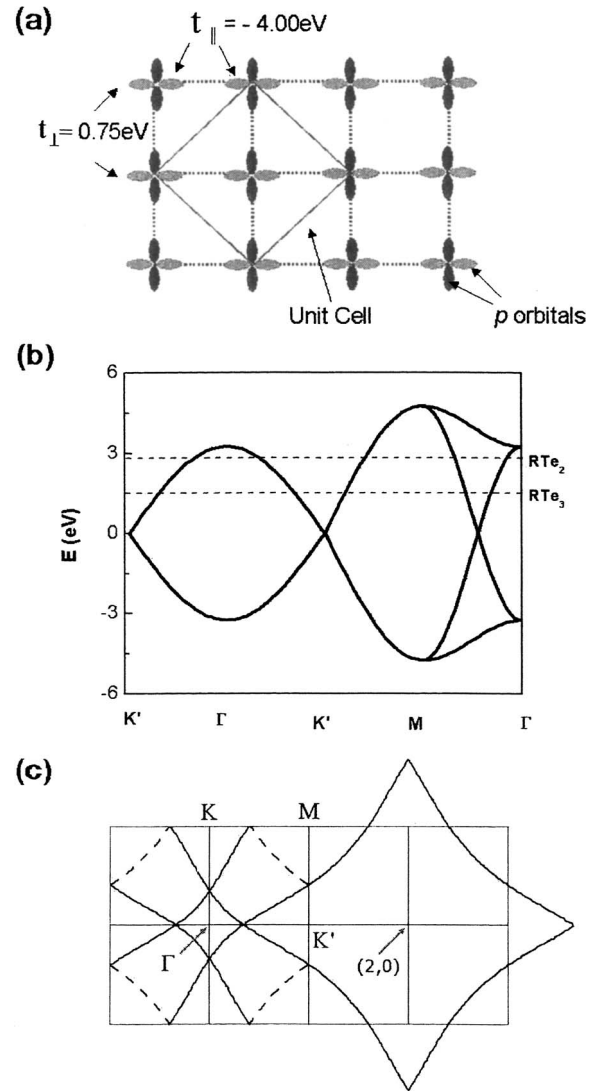 (a)
t∥ = - 4.00eV
t⊥= 0.75eV
Unit Cell
p orbitals
(b)
6
3
0
-3
-6
E (eV)
RTe₂
RTe₃
K'
Γ
K'
M
Γ
(c)
K
M
Γ
K'
(2,0)